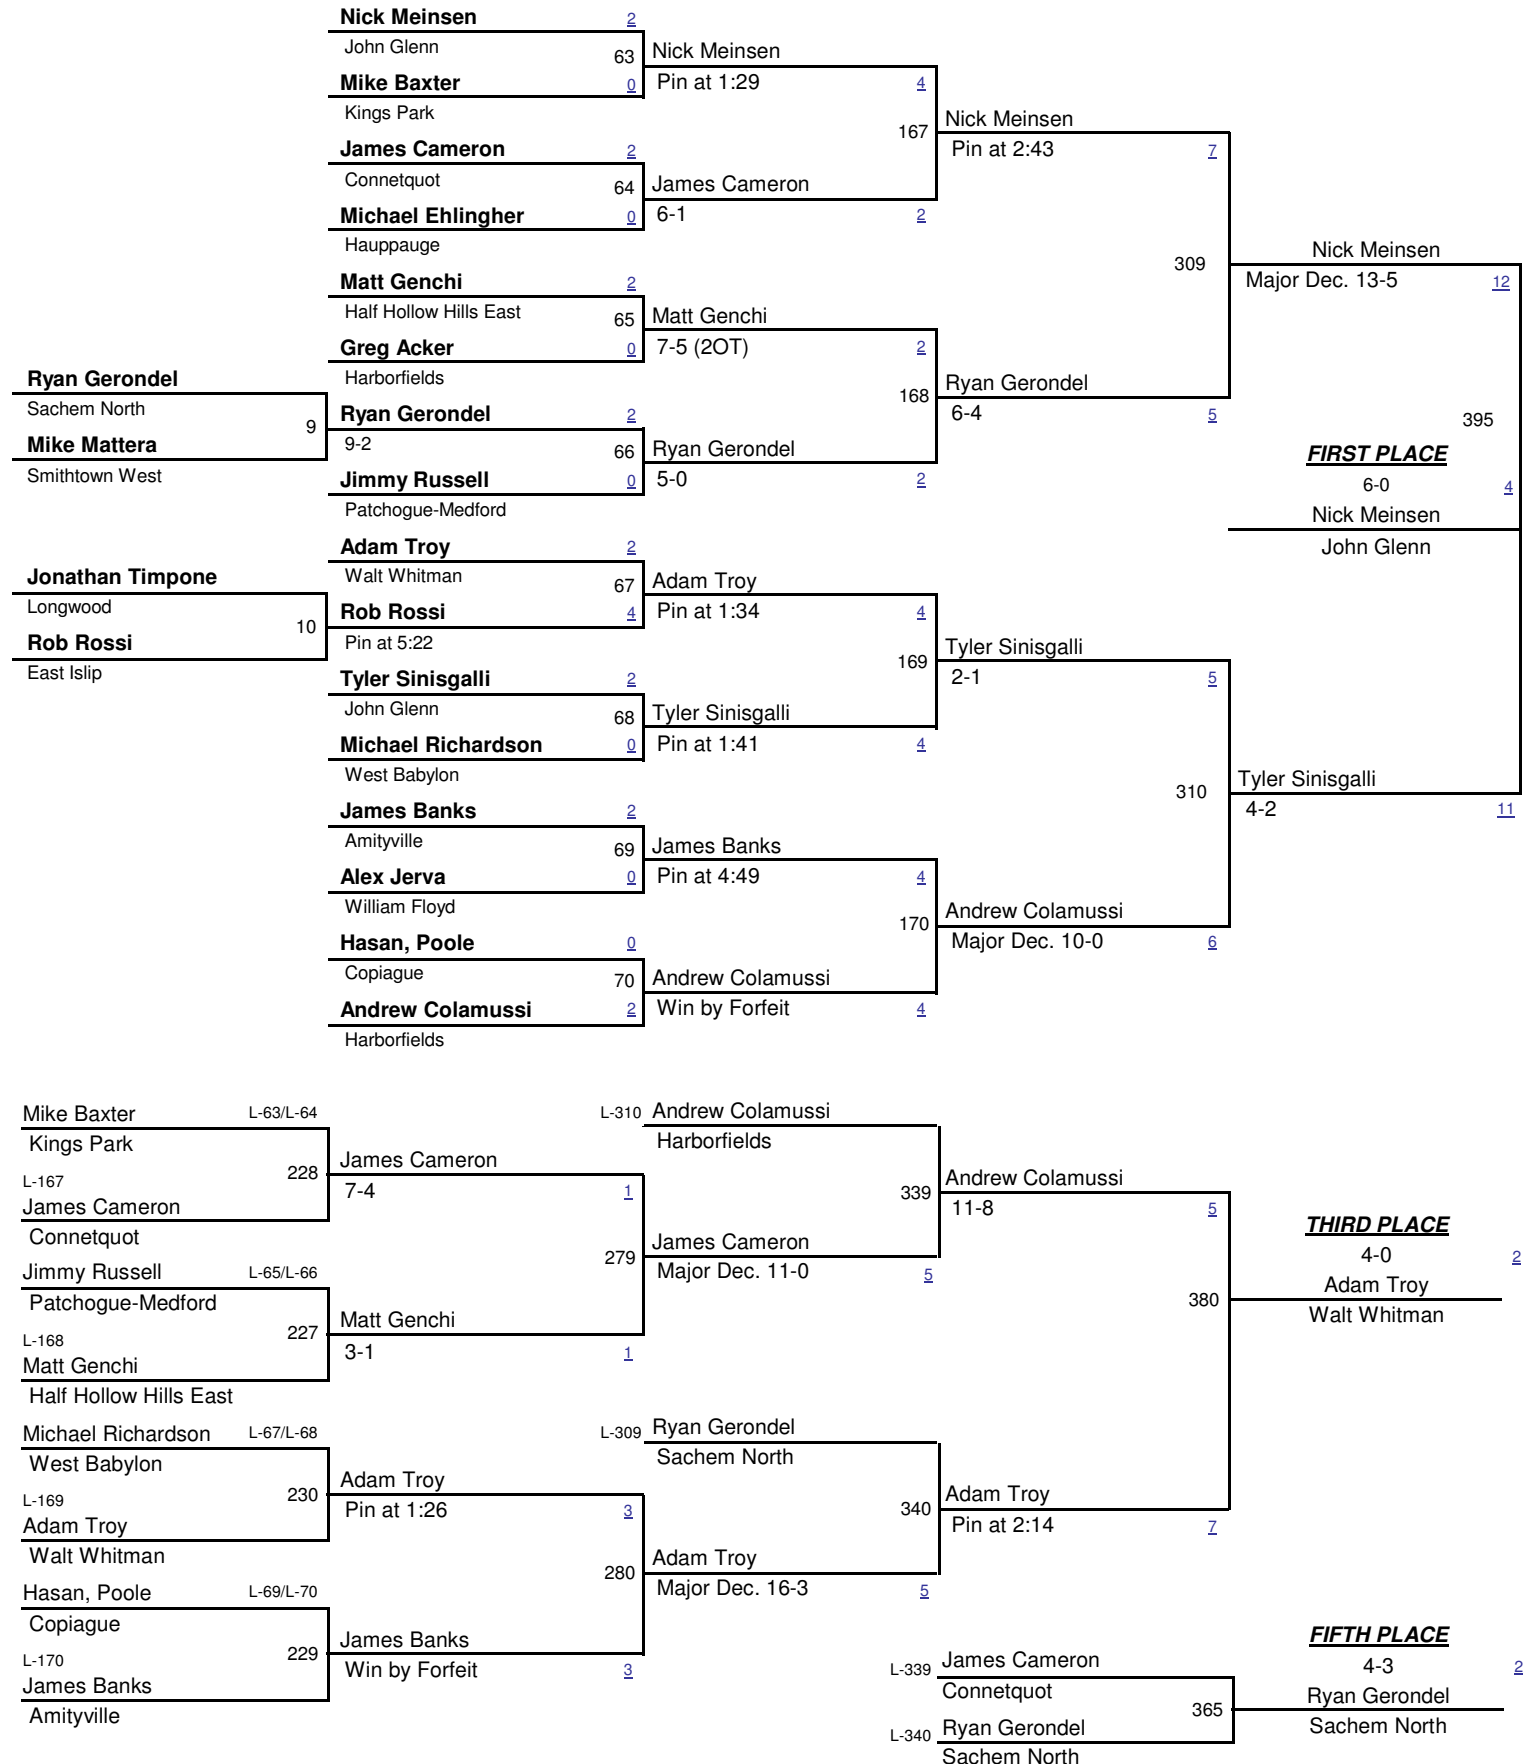 Nick Meinsen 2
John Glenn
63
Nick Meinsen
Mike Baxter 0
Pin at 1:29 4
Kings Park
167
Nick Meinsen
James Cameron 2
Pin at 2:43 7
Connetquot
64
James Cameron
Michael Ehlingher 0
6-1 2
Hauppauge
309
Nick Meinsen
Matt Genchi 2
Major Dec. 13-5 12
Half Hollow Hills East
65
Matt Genchi
Greg Acker 0
7-5 (2OT) 2
Harborfields
Ryan Gerondel
168
Ryan Gerondel
Sachem North
Ryan Gerondel 2
6-4 5
9
395
Mike Mattera
9-2
66
Ryan Gerondel
FIRST PLACE
Smithtown West
Jimmy Russell 0
5-0 2
6-0 4
Patchogue-Medford
Nick Meinsen
John Glenn
Adam Troy 2
Jonathan Timpone
Walt Whitman
67
Adam Troy
Longwood
Rob Rossi 4
Pin at 1:34 4
10
Rob Rossi
Pin at 5:22
169
Tyler Sinisgalli
East Islip
Tyler Sinisgalli 2
2-1 5
John Glenn
68
Tyler Sinisgalli
Michael Richardson 0
Pin at 1:41 4
West Babylon
310
Tyler Sinisgalli
James Banks 2
4-2 11
Amityville
69
James Banks
Alex Jerva 0
Pin at 4:49 4
William Floyd
170
Andrew Colamussi
Hasan, Poole 0
Major Dec. 10-0 6
Copiague
70
Andrew Colamussi
Andrew Colamussi 2
Win by Forfeit 4
Harborfields
Mike Baxter L-63/L-64
L-310 Andrew Colamussi
Kings Park
Harborfields
228
James Cameron
L-167
7-4 1
339
Andrew Colamussi
James Cameron
11-8 5
Connetquot
THIRD PLACE
279
James Cameron
4-0 2
Jimmy Russell L-65/L-66
Major Dec. 11-0 5
Adam Troy
Patchogue-Medford
380
Walt Whitman
227
Matt Genchi
L-168
3-1 1
Matt Genchi
Half Hollow Hills East
Michael Richardson L-67/L-68
L-309 Ryan Gerondel
West Babylon
Sachem North
230
Adam Troy
L-169
Pin at 1:26 3
340
Adam Troy
Adam Troy
Pin at 2:14 7
Walt Whitman
280
Adam Troy
Hasan, Poole L-69/L-70
Major Dec. 16-3 5
Copiague
229
James Banks
FIFTH PLACE
L-170
Win by Forfeit 3
L-339 James Cameron
4-3 2
James Banks
Connetquot
Ryan Gerondel
Amityville
365
Sachem North
L-340 Ryan Gerondel
Sachem North